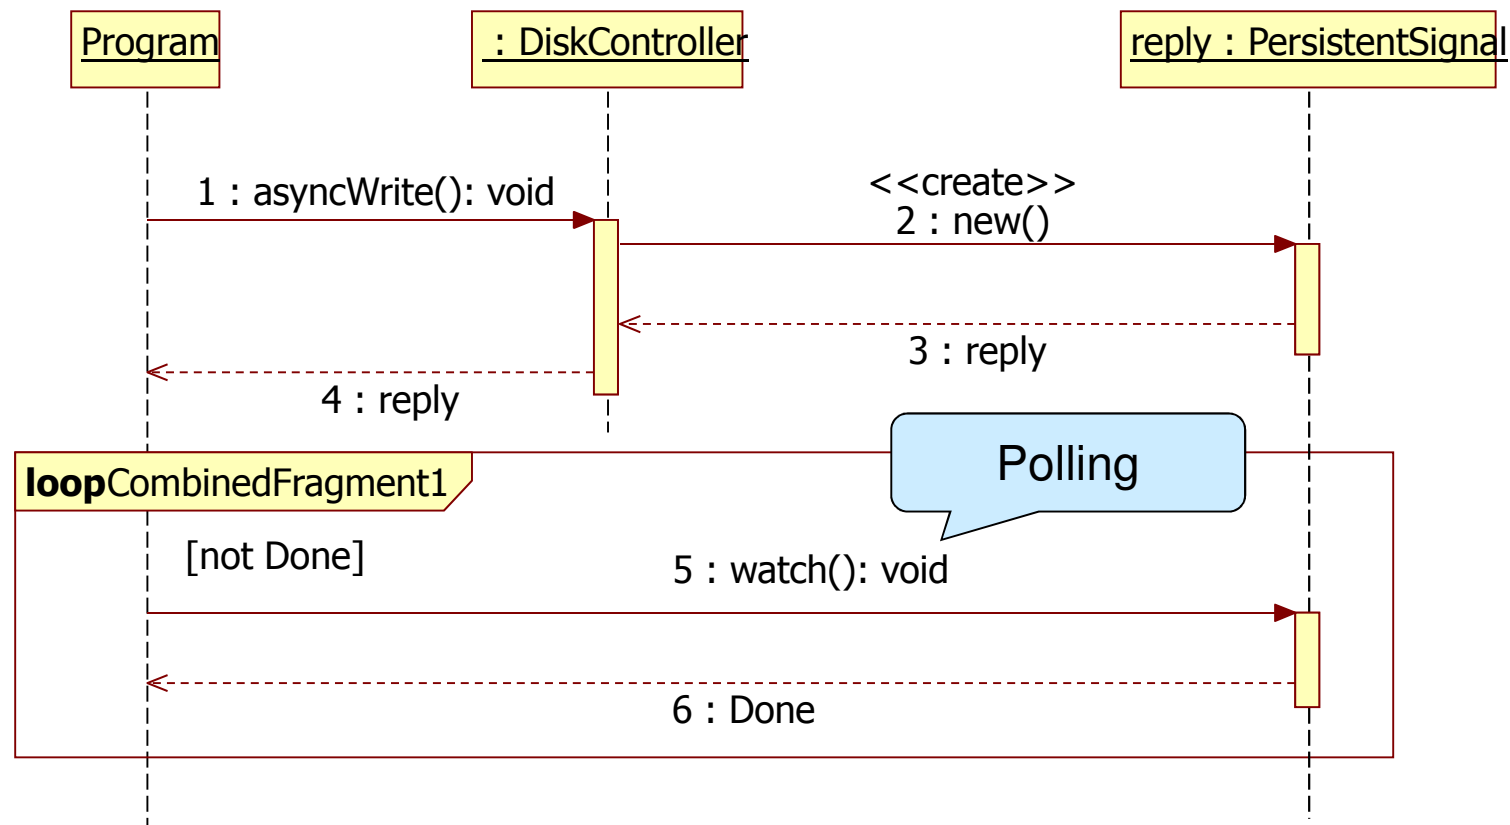 Program
: DiskController
reply : PersistentSignal
1 : asyncWrite(): void
<<create>>
2 : new()
3 : reply
4 : reply
Polling
loopCombinedFragment1
[not Done]
5 : watch(): void
6 : Done